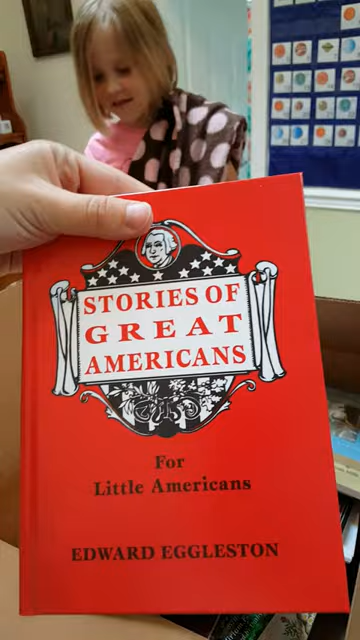 STORIES OF
GREAT
AMERICANS
For
Little Americans
EDWARD EGGLESTON